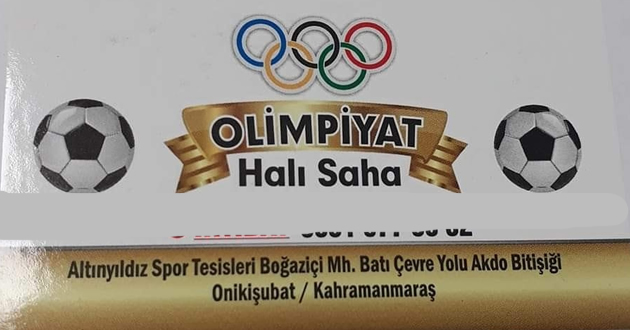 OLİMPİYAT
Halı Saha
Altınyıldız Spor Tesisleri Boğaziçi Mh. Batı Çevre Yolu Akdo Bitişiği
Onikişubat / Kahramanmaraş